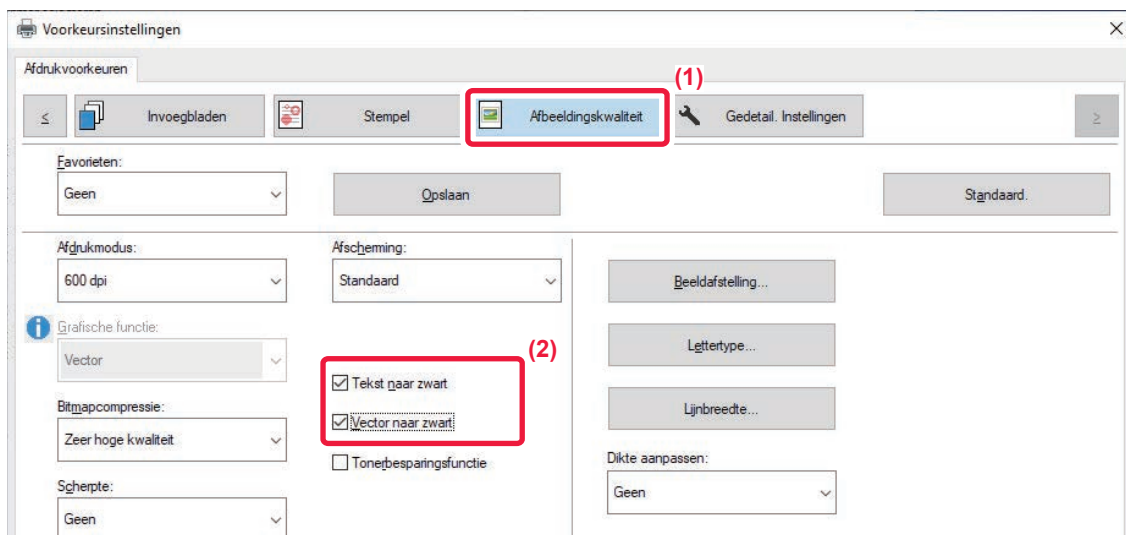 Voorkeursinstellingen
Afdrukvoorkeuren
(1)
< Invoegbladen Stempel Afbeeldingskwaliteit Gedetail. Instellingen >
Favorieten:
Geen Opslaan Standaard.
Afdrukmodus: Afscherming:
600 dpi Standaard Beeldafstelling...
Grafische functie:
Vector Lettertype...
(2)
Tekst naar zwart
Bitmapcompressie: Vector naar zwart Lijnbreedte...
Zeer hoge kwaliteit
Tonerbesparingsfunctie Dikte aanpassen:
Scherpte: Geen
Geen